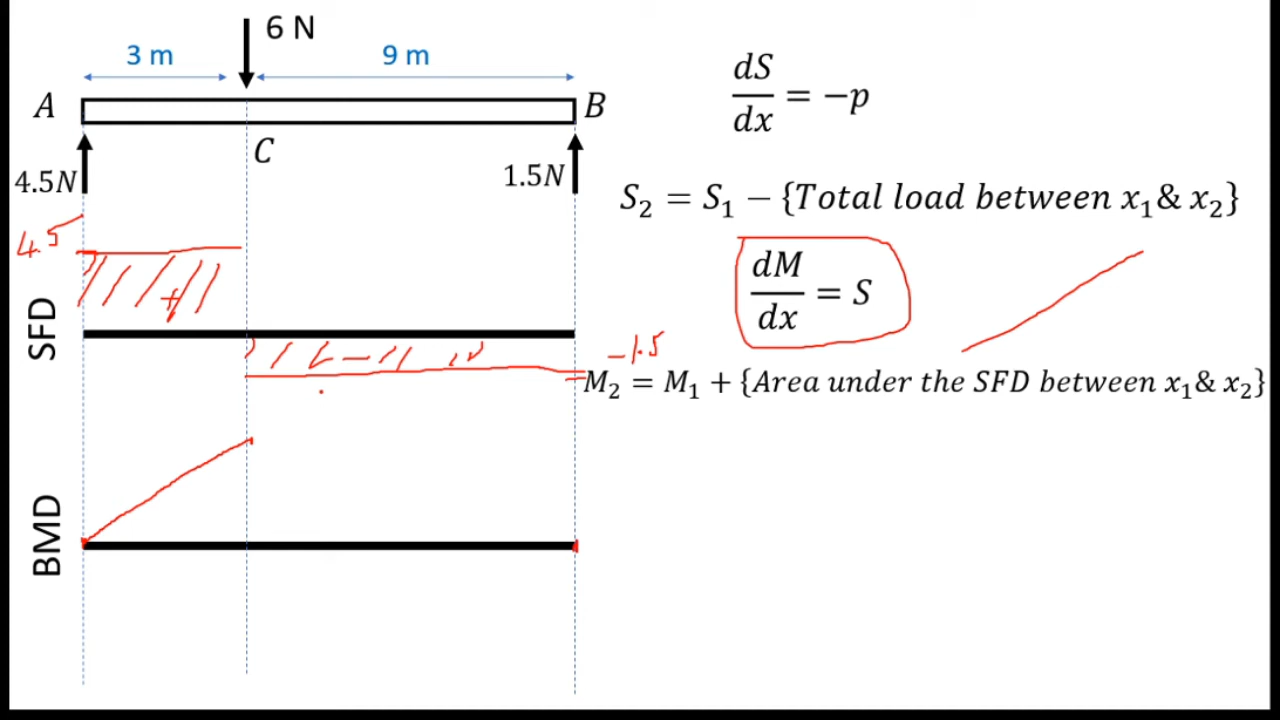 6 N
3 m
9 m
A
B
C
4.5N
1.5N
4.5
SFD
+
−
−1.5
BMD
dS/dx = −p
S₂ = S₁ − {Total load between x₁& x₂}
dM/dx = S
M₂ = M₁ + {Area under the SFD between x₁& x₂}